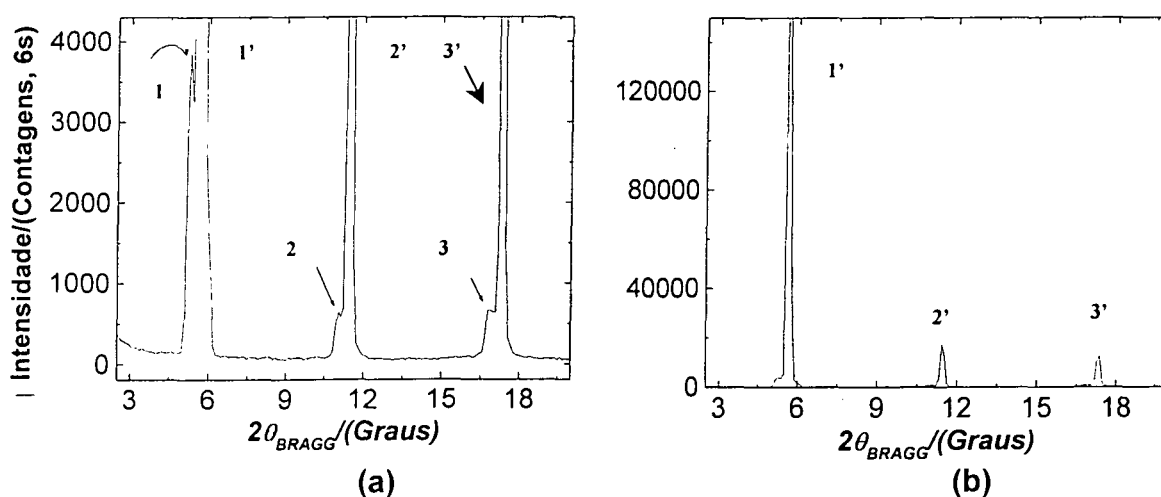 4000
3000
2000
1000
0
Intensidade/(Contagens, 6s)
1
1'
2'
3'
2
3
3 6 9 12 15 18
2θBRAGG/(Graus)
(a)
120000
80000
40000
0
1'
2'
3'
3 6 9 12 15 18
2θBRAGG/(Graus)
(b)